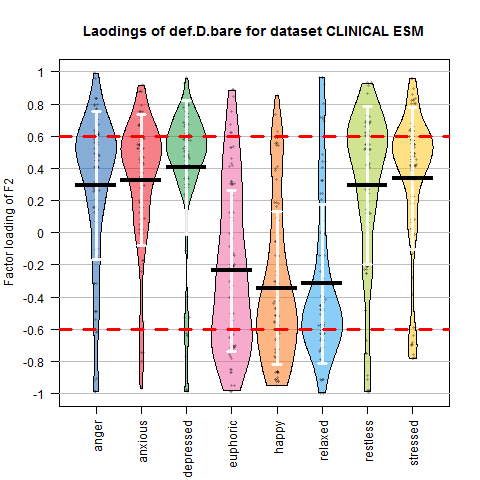 Laodings of def.D.bare for dataset CLINICAL ESM
Factor loading of F2
1
0.8
0.6
0.4
0.2
0
-0.2
-0.4
-0.6
-0.8
-1
anger
anxious
depressed
euphoric
happy
relaxed
restless
stressed